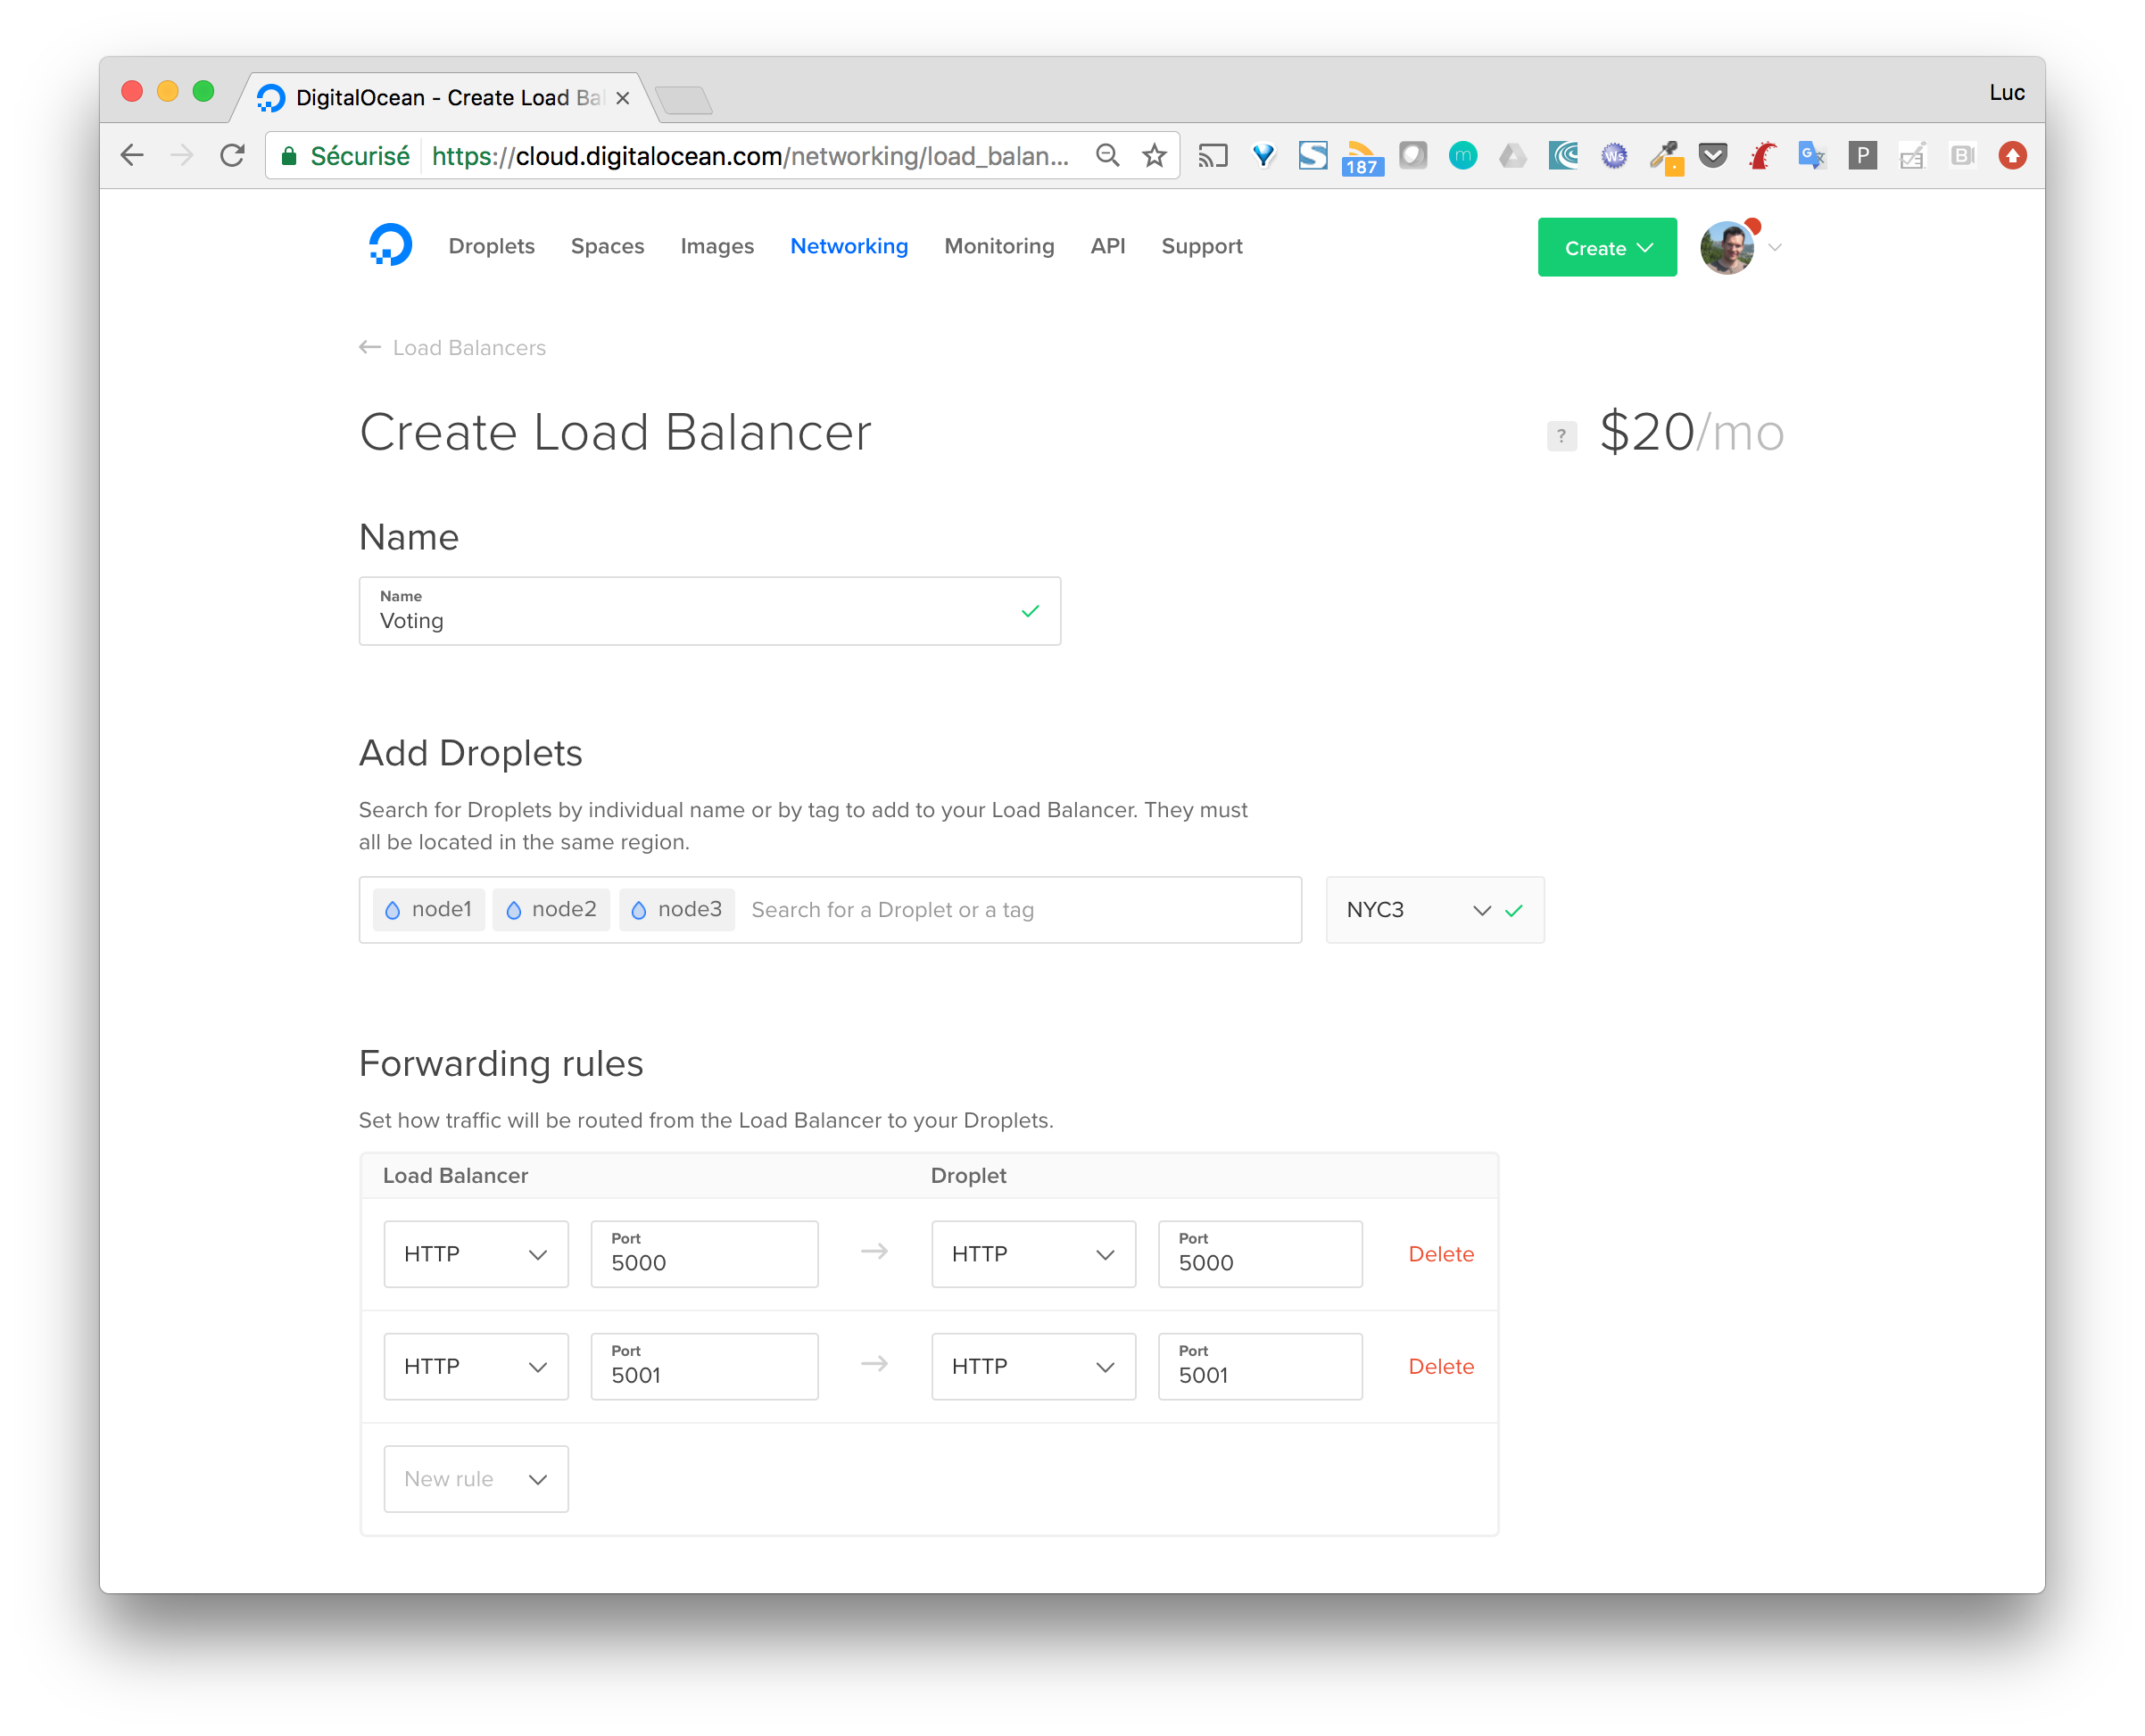 DigitalOcean - Create Load Bal
Luc
Sécurisé https://cloud.digitalocean.com/networking/load_balan...
187
m
Ws
G
P
B
Droplets Spaces Images Networking Monitoring API Support Create
← Load Balancers
Create Load Balancer ? $20/mo
Name
Name
Voting
Add Droplets
Search for Droplets by individual name or by tag to add to your Load Balancer. They must
all be located in the same region.
node1 node2 node3 Search for a Droplet or a tag NYC3
Forwarding rules
Set how traffic will be routed from the Load Balancer to your Droplets.
Load Balancer Droplet
HTTP Port 5000 → HTTP Port 5000 Delete
HTTP Port 5001 → HTTP Port 5001 Delete
New rule